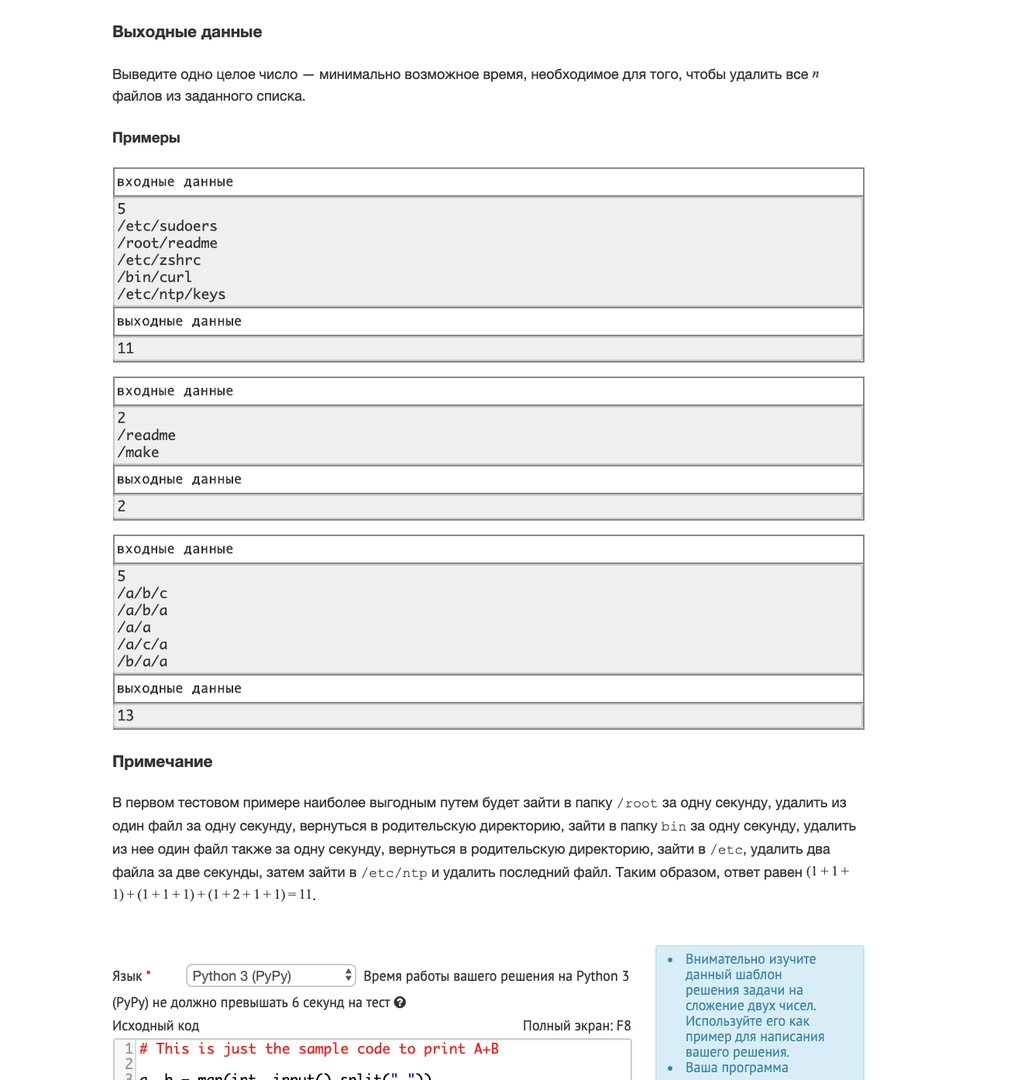 Выходные данные
Выведите одно целое число — минимально возможное время, необходимое для того, чтобы удалить все n
файлов из заданного списка.
Примеры
входные данные
5
/etc/sudoers
/root/readme
/etc/zshrc
/bin/curl
/etc/ntp/keys
выходные данные
11
входные данные
2
/readme
/make
выходные данные
2
входные данные
5
/a/b/c
/a/b/a
/a/a
/a/c/a
/b/a/a
выходные данные
13
Примечание
В первом тестовом примере наиболее выгодным путем будет зайти в папку /root за одну секунду, удалить из
один файл за одну секунду, вернуться в родительскую директорию, зайти в папку bin за одну секунду, удалить
из нее один файл также за одну секунду, вернуться в родительскую директорию, зайти в /etc, удалить два
файла за две секунды, затем зайти в /etc/ntp и удалить последний файл. Таким образом, ответ равен (1 + 1 +
1) + (1 + 1 + 1) + (1 + 2 + 1 + 1) = 11.
Язык * Python 3 (PyPy) Время работы вашего решения на Python 3
(PyPy) не должно превышать 6 секунд на тест ?
Исходный код Полный экран: F8
1 # This is just the sample code to print A+B
2
3 a, b = map(int, input().split(" "))
• Внимательно изучите
данный шаблон
решения задачи на
сложение двух чисел.
Используйте его как
пример для написания
вашего решения.
• Ваша программа